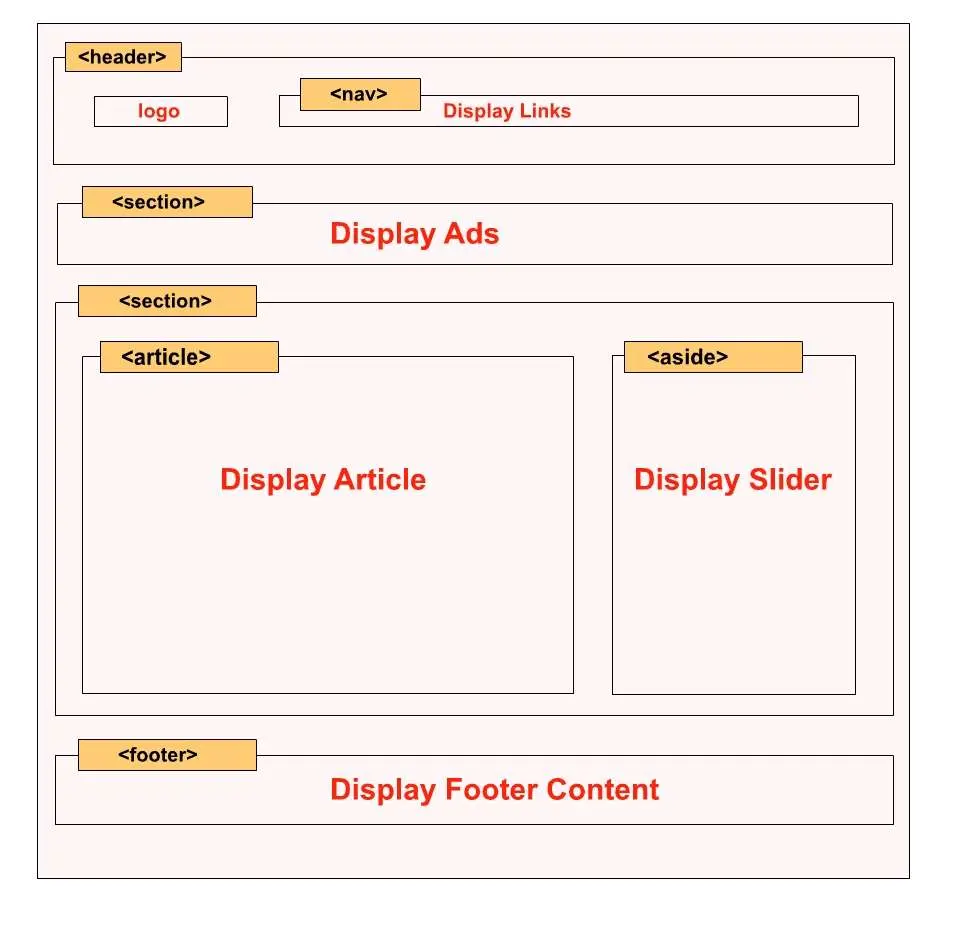 <header>
<nav>
logo
Display Links
<section>
Display Ads
<section>
<article>
<aside>
Display Article
Display Slider
<footer>
Display Footer Content